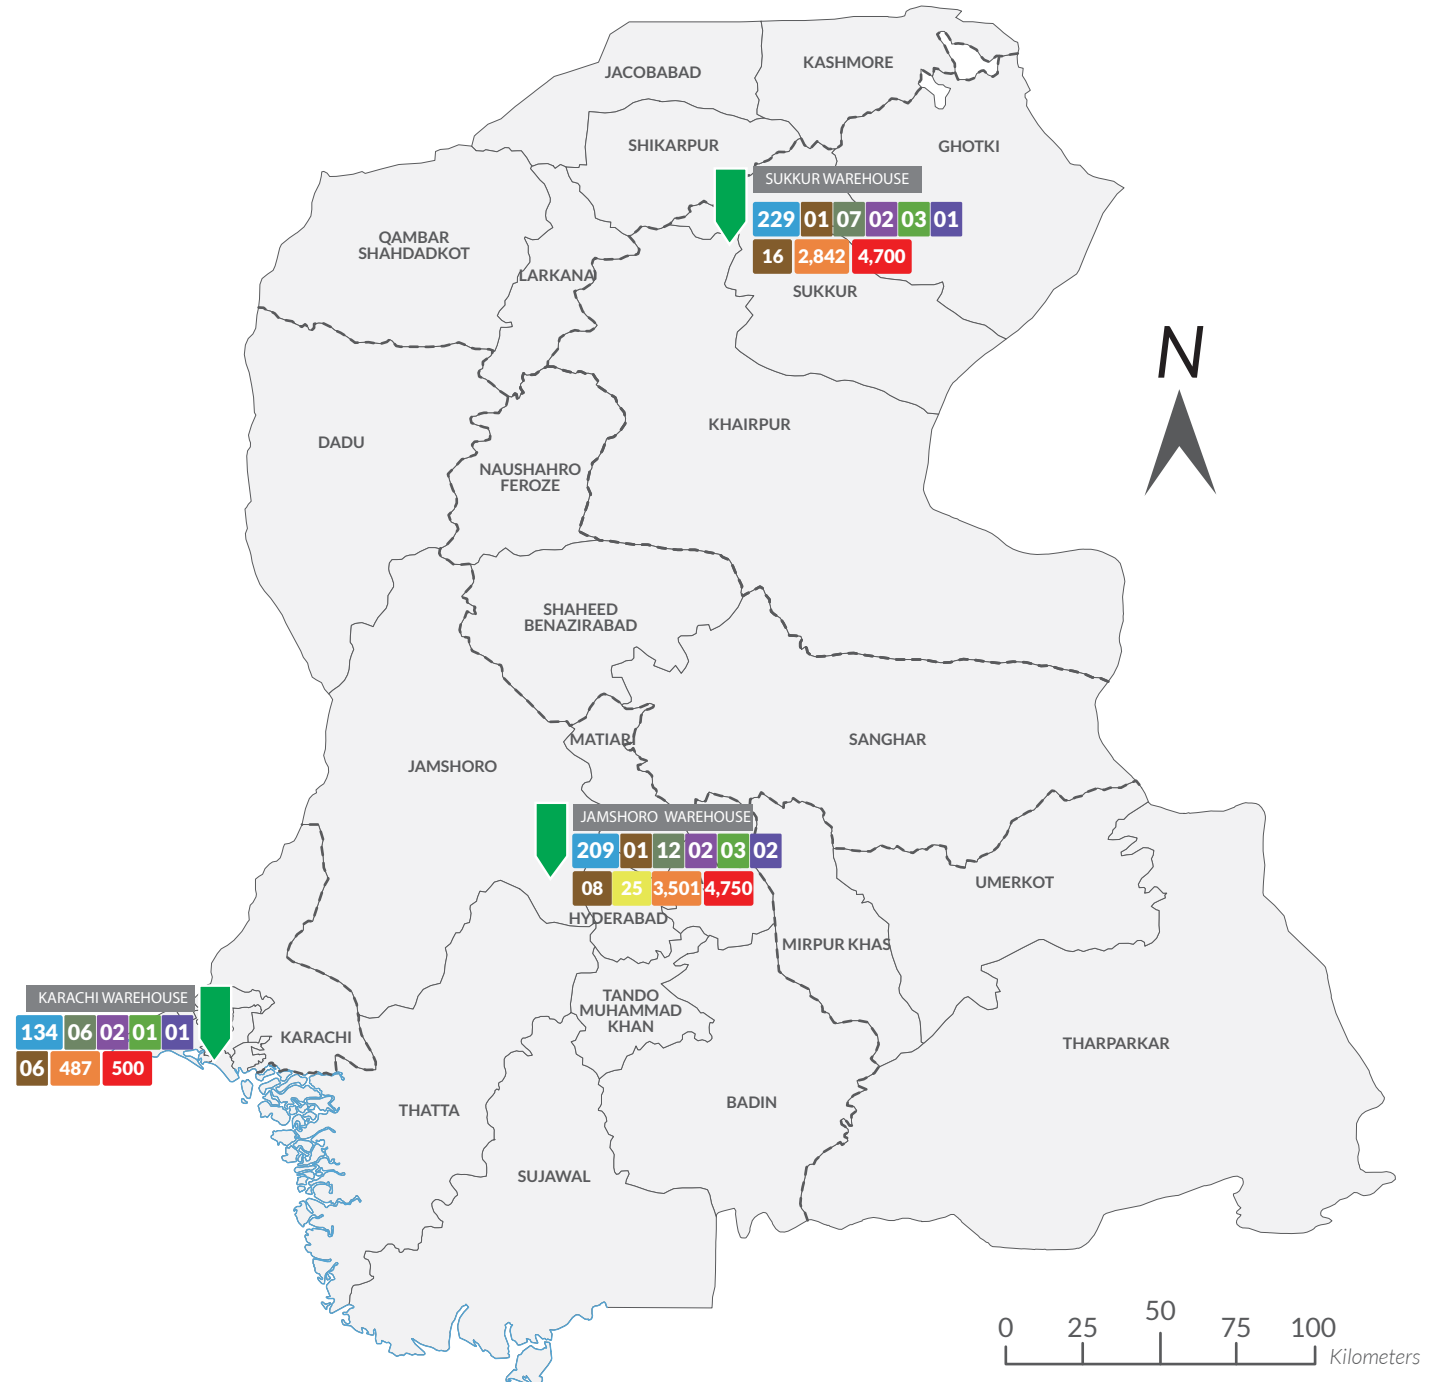 JACOBABAD
KASHMORE
SHIKARPUR
GHOTKI
SUKKUR WAREHOUSE
229 01 07 02 03 01
16 2,842 4,700
SUKKUR
QAMBAR
SHAHDADKOT
LARKANA
N
KHAIRPUR
DADU
NAUSHAHRO
FEROZE
SHAHEED
BENAZIRABAD
MATIARI
SANGHAR
JAMSHORO
JAMSHORO WAREHOUSE
209 01 12 02 03 02
08 25 3,501 4,750
HYDERABAD
UMERKOT
MIRPUR KHAS
KARACHI WAREHOUSE
134 06 02 01 01
06 487 500
KARACHI
TANDO
MUHAMMAD
KHAN
THARPARKAR
THATTA
BADIN
SUJAWAL
0 25 50 75 100
Kilometers